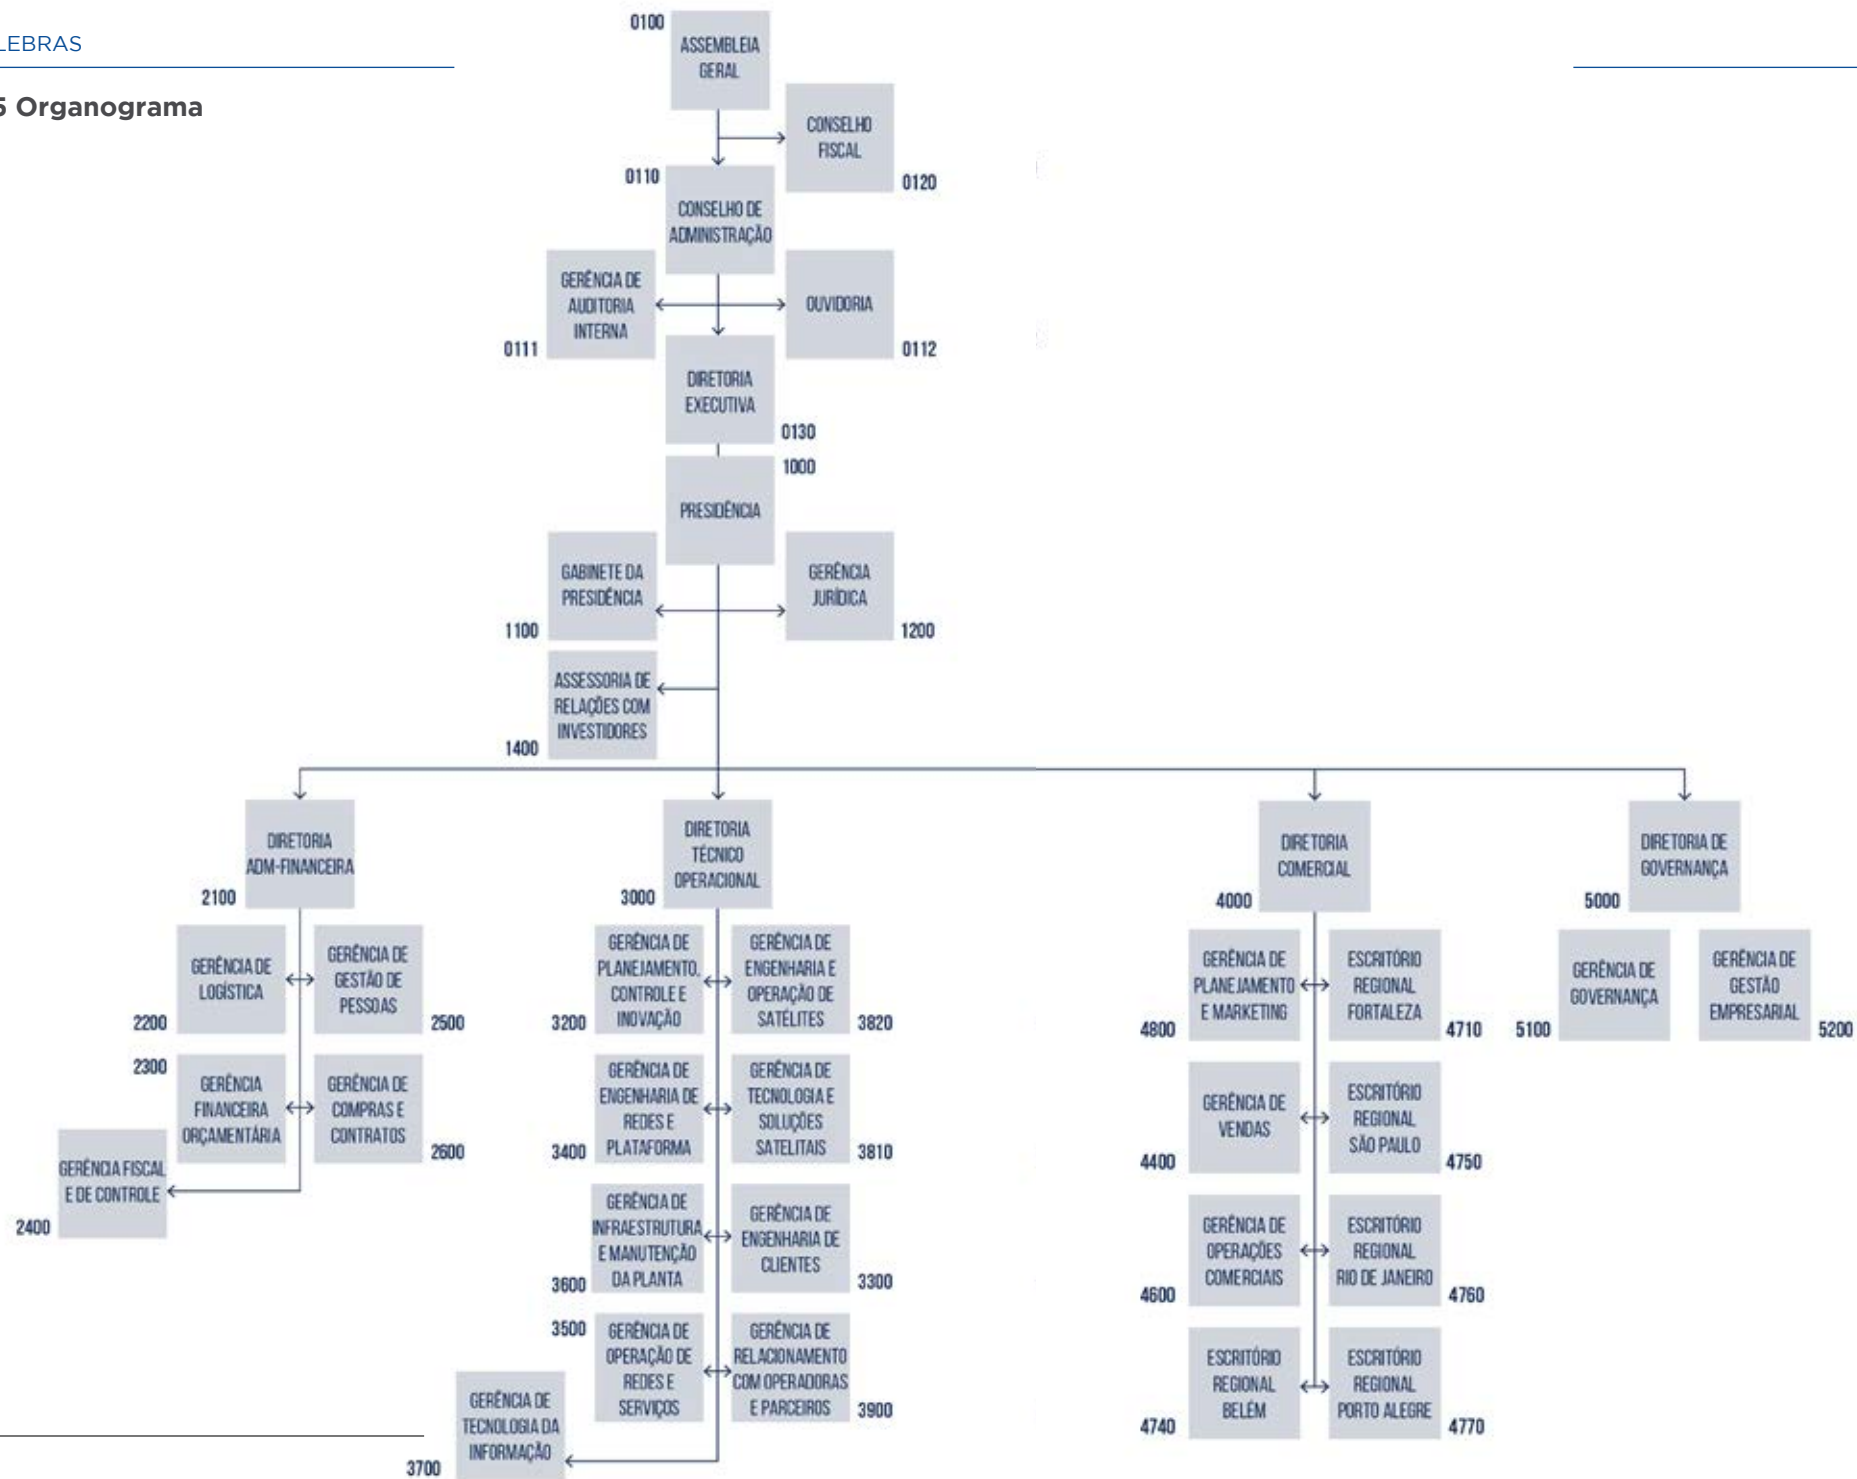 LEBRAS
5 Organograma
0100
ASSEMBLEIA
GERAL
CONSELHO
FISCAL
0120
0110
CONSELHO DE
ADMINISTRAÇÃO
GERÊNCIA DE
AUDITORIA
INTERNA
0111
OUVIDORIA
0112
DIRETORIA
EXECUTIVA
0130
1000
PRESIDÊNCIA
GABINETE DA
PRESIDÊNCIA
1100
GERÊNCIA
JURÍDICA
1200
ASSESSORIA DE
RELAÇÕES COM
INVESTIDORES
1400
DIRETORIA
ADM-FINANCEIRA
2100
GERÊNCIA DE
LOGÍSTICA
2200
GERÊNCIA DE
GESTÃO DE
PESSOAS
2500
2300
GERÊNCIA
FINANCEIRA
ORÇAMENTÁRIA
GERÊNCIA DE
COMPRAS E
CONTRATOS
2600
GERÊNCIA FISCAL
E DE CONTROLE
2400
DIRETORIA
TÉCNICO
OPERACIONAL
3000
GERÊNCIA DE
PLANEJAMENTO,
CONTROLE E
INOVAÇÃO
3200
GERÊNCIA DE
ENGENHARIA E
OPERAÇÃO DE
SATÉLITES
3820
GERÊNCIA DE
ENGENHARIA DE
REDES E
PLATAFORMA
3400
GERÊNCIA DE
TECNOLOGIA E
SOLUÇÕES
SATELITAIS
3810
GERÊNCIA DE
INFRAESTRUTURA
E MANUTENÇÃO
DA PLANTA
3600
GERÊNCIA DE
ENGENHARIA DE
CLIENTES
3300
3500
GERÊNCIA DE
OPERAÇÃO DE
REDES E
SERVIÇOS
GERÊNCIA DE
RELACIONAMENTO
COM OPERADORAS
E PARCEIROS
3900
GERÊNCIA DE
TECNOLOGIA DA
INFORMAÇÃO
3700
DIRETORIA
COMERCIAL
4000
GERÊNCIA DE
PLANEJAMENTO
E MARKETING
4800
ESCRITÓRIO
REGIONAL
FORTALEZA
4710
GERÊNCIA DE
VENDAS
4400
ESCRITÓRIO
REGIONAL
SÃO PAULO
4750
GERÊNCIA DE
OPERAÇÕES
COMERCIAIS
4600
ESCRITÓRIO
REGIONAL
RIO DE JANEIRO
4760
ESCRITÓRIO
REGIONAL
BELÉM
4740
ESCRITÓRIO
REGIONAL
PORTO ALEGRE
4770
DIRETORIA DE
GOVERNANÇA
5000
GERÊNCIA DE
GOVERNANÇA
5100
GERÊNCIA DE
GESTÃO
EMPRESARIAL
5200